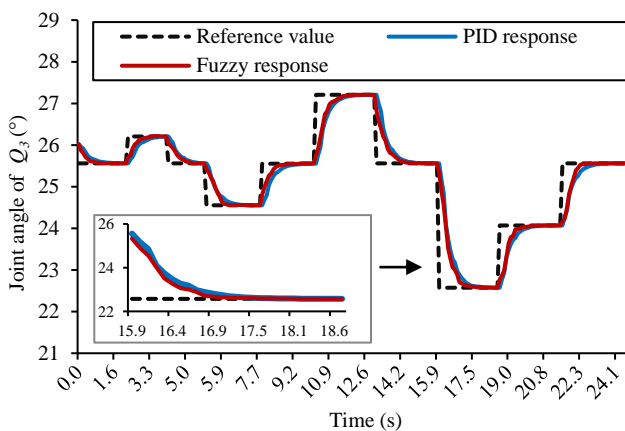 Reference value
PID response
Fuzzy response
Joint angle of Q3 (°)
29
28
27
26
25
24
23
22
21
26
24
22
15.9 16.4 16.9 17.5 18.1 18.6
0.0 1.6 3.3 5.0 5.9 7.7 9.2 10.9 12.6 14.2 15.9 17.5 19.0 20.8 22.3 24.1
Time (s)